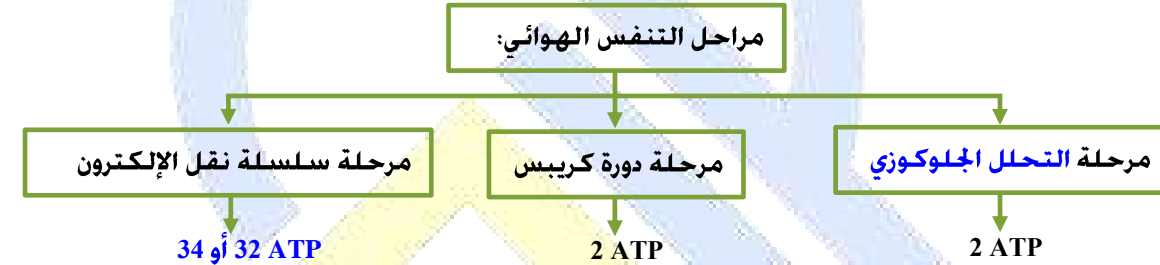 مراحل التنفس الهوائي:
مرحلة التحلل الجلوكوزي
مرحلة دورة كريبس
مرحلة سلسلة نقل الإلكترون
2 ATP
2 ATP
32 ATP أو 34